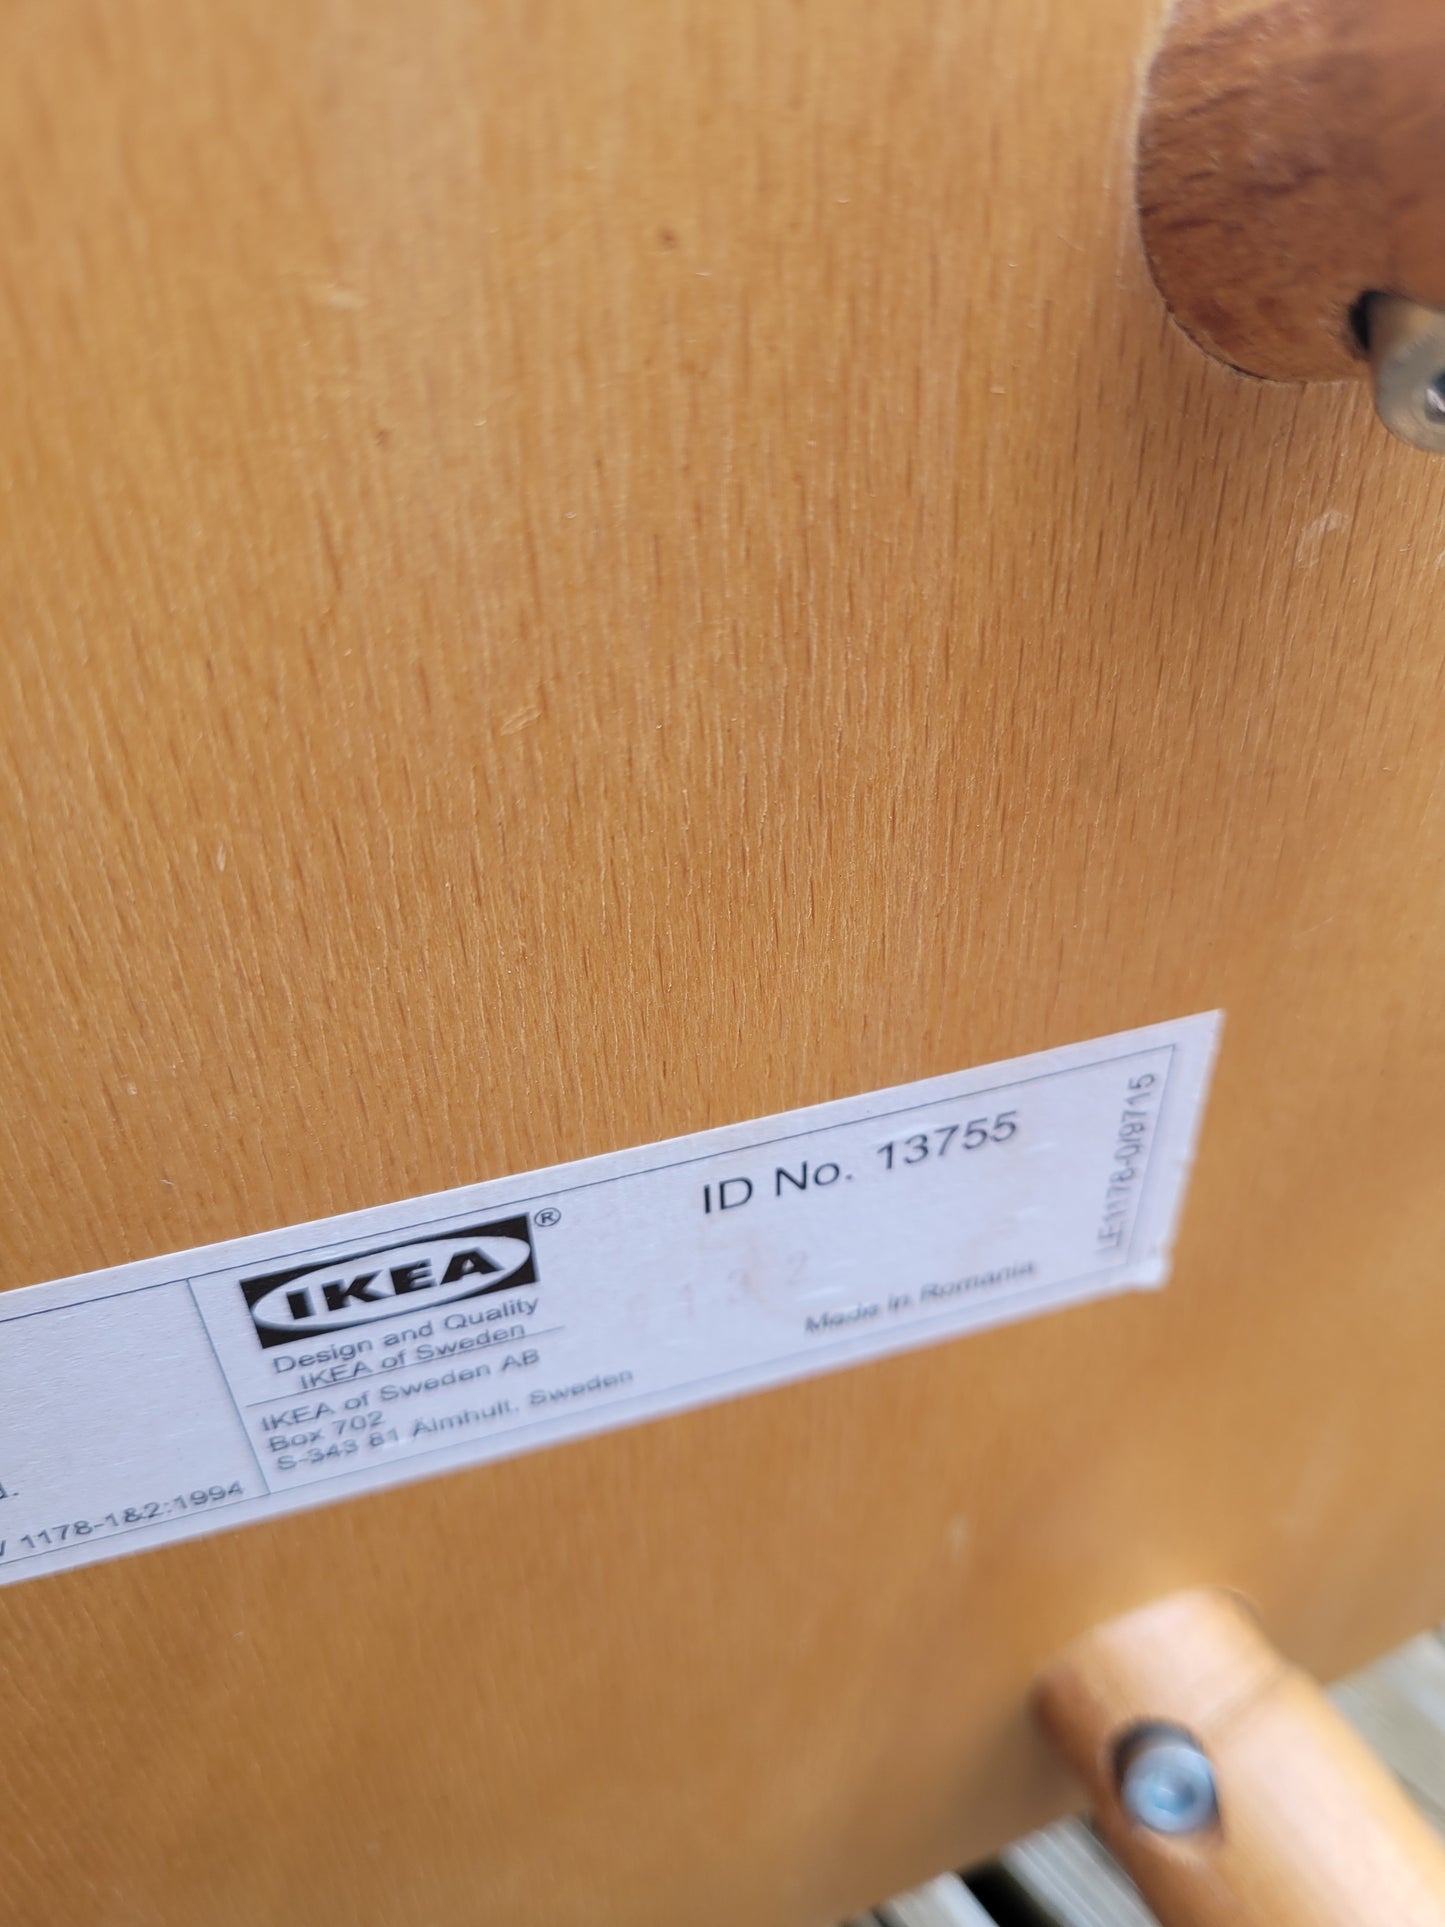 IKEA®
Design and Quality
IKEA of Sweden
IKEA of Sweden AB
Box 702
S-343 81 Älmhult, Sweden
ID No. 13755
Made in Romania
1178-1&2:1994